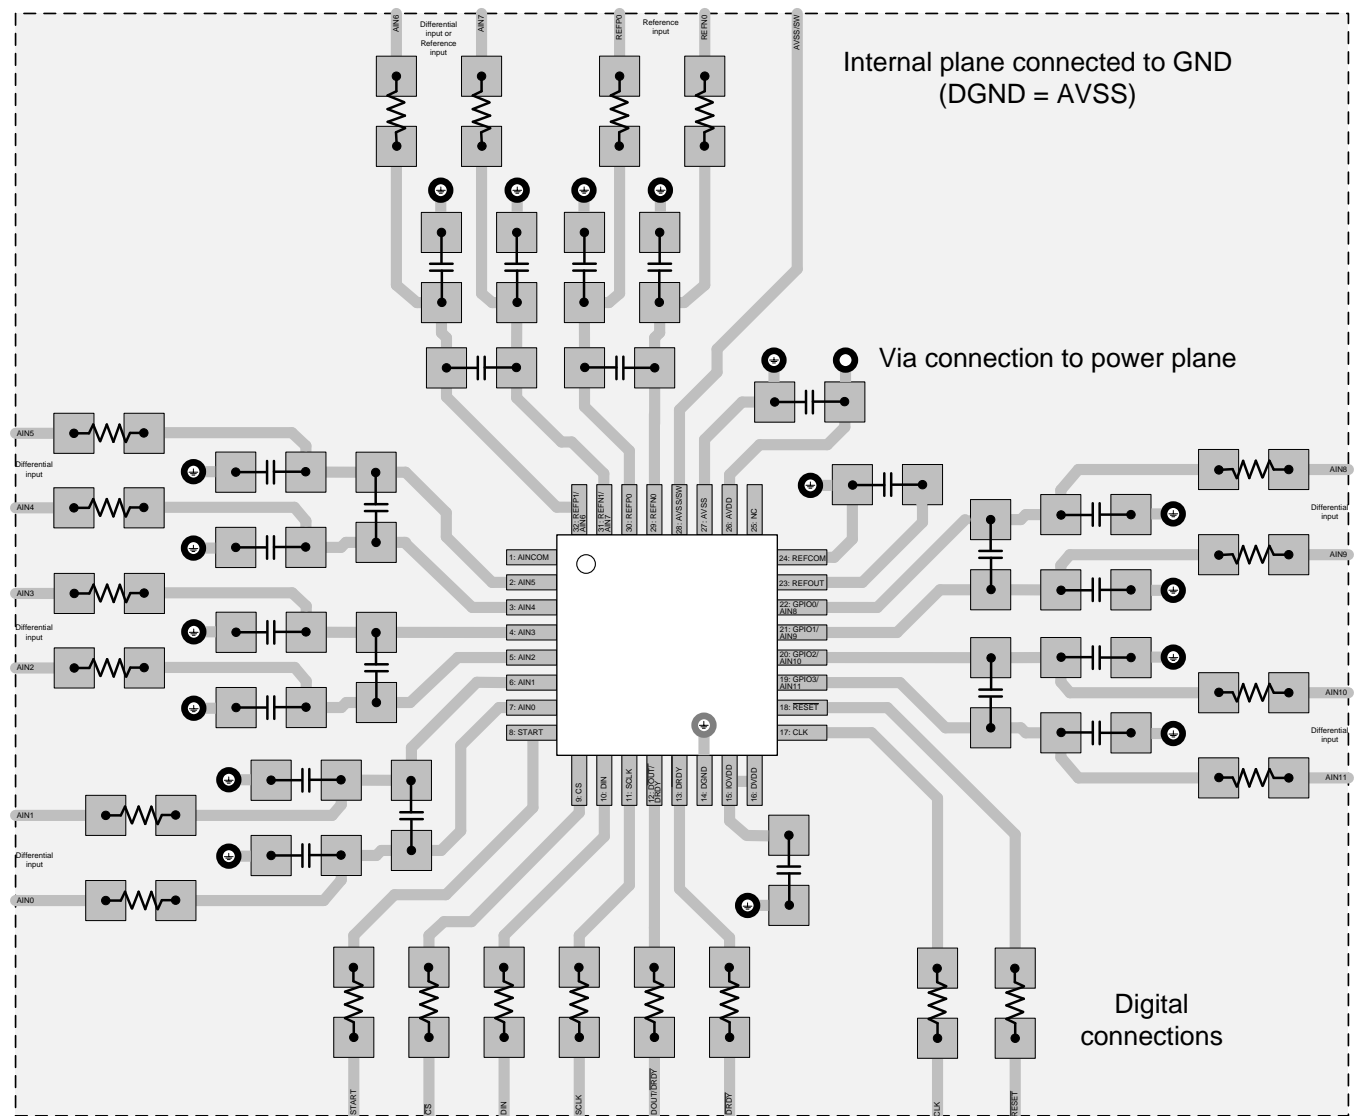 AIN6
Differential
input or
Reference
input
AIN7
REFP0
Reference
input
REFN0
AVSS/SW
Internal plane connected to GND
(DGND = AVSS)
Via connection to power plane
AIN5
Differential
input
AIN4
AIN3
Differential
input
AIN2
AIN1
Differential
input
AIN0
AIN8
Differential
input
AIN9
AIN10
Differential
input
AIN11
32: REFP1/
AIN6
31: REFN1/
AIN7
30: REFP0
29: REFN0
28: AVSS/SW
27: AVSS
26: AVDD
25: NC
1: AINCOM
2: AIN5
3: AIN4
4: AIN3
5: AIN2
6: AIN1
7: AIN0
8: START
24: REFCOM
23: REFOUT
22: GPIO0/
AIN8
21: GPIO1/
AIN9
20: GPIO2/
AIN10
19: GPIO3/
AIN11
18: RESET
17: CLK
9: CS
10: DIN
11: SCLK
12: DOUT/
DRDY
13: DRDY
14: DGND
15: IOVDD
16: DVDD
Digital
connections
START
CS
DIN
SCLK
DOUT/DRDY
DRDY
CLK
RESET